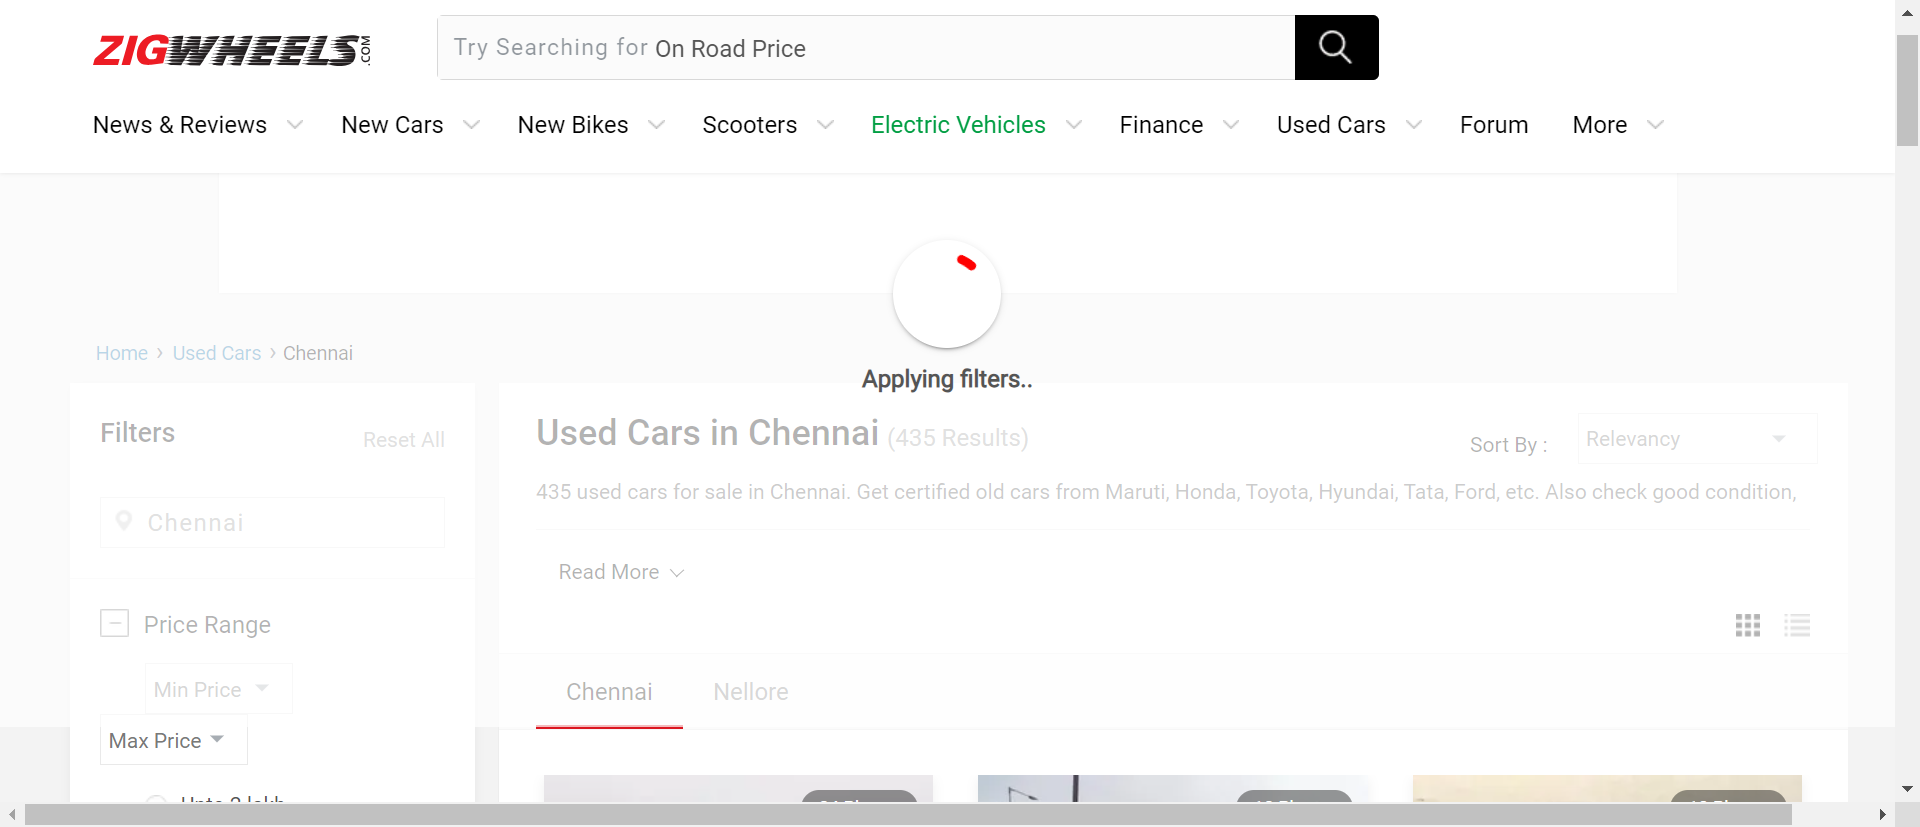 ZIGWHEELS.COM
Try Searching for On Road Price
News & Reviews New Cars New Bikes Scooters Electric Vehicles Finance Used Cars Forum More
Applying filters..
Home › Used Cars › Chennai
Filters
Reset All
Chennai
Price Range
Min Price
Max Price
Upto 2 lakh
Used Cars in Chennai (435 Results)
Sort By : Relevancy
435 used cars for sale in Chennai. Get certified old cars from Maruti, Honda, Toyota, Hyundai, Tata, Ford, etc. Also check good condition,
Read More
Chennai Nellore